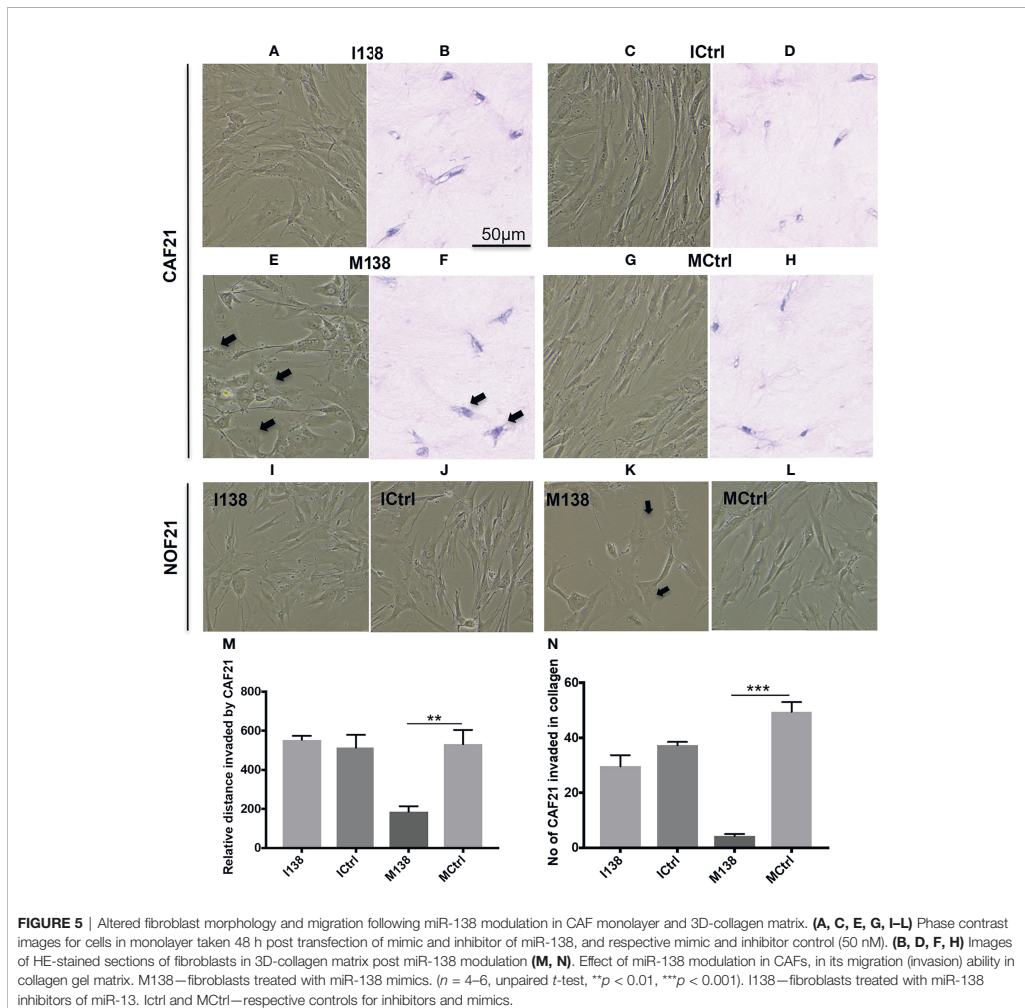 I138
ICtrl
A B C D
CAF21
50µm
M138
MCtrl
E F G H
I J K L
NOF21
I138
ICtrl
M138
MCtrl
M
Relative distance invaded by CAF21
800
600
400
200
0
**
I138
ICtrl
M138
MCtrl
N
No of CAF21 invaded in collagen
60
40
20
0
***
I138
ICtrl
M138
MCtrl
FIGURE 5 | Altered fibroblast morphology and migration following miR-138 modulation in CAF monolayer and 3D-collagen matrix. (A, C, E, G, I–L) Phase contrast
images for cells in monolayer taken 48 h post transfection of mimic and inhibitor of miR-138, and respective mimic and inhibitor control (50 nM). (B, D, F, H) Images
of HE-stained sections of fibroblasts in 3D-collagen matrix post miR-138 modulation (M, N). Effect of miR-138 modulation in CAFs, in its migration (invasion) ability in
collagen gel matrix. M138—fibroblasts treated with miR-138 mimics. (n = 4–6, unpaired t-test, **p < 0.01, ***p < 0.001). I138—fibroblasts treated with miR-138
inhibitors of miR-13. Ictrl and MCtrl—respective controls for inhibitors and mimics.